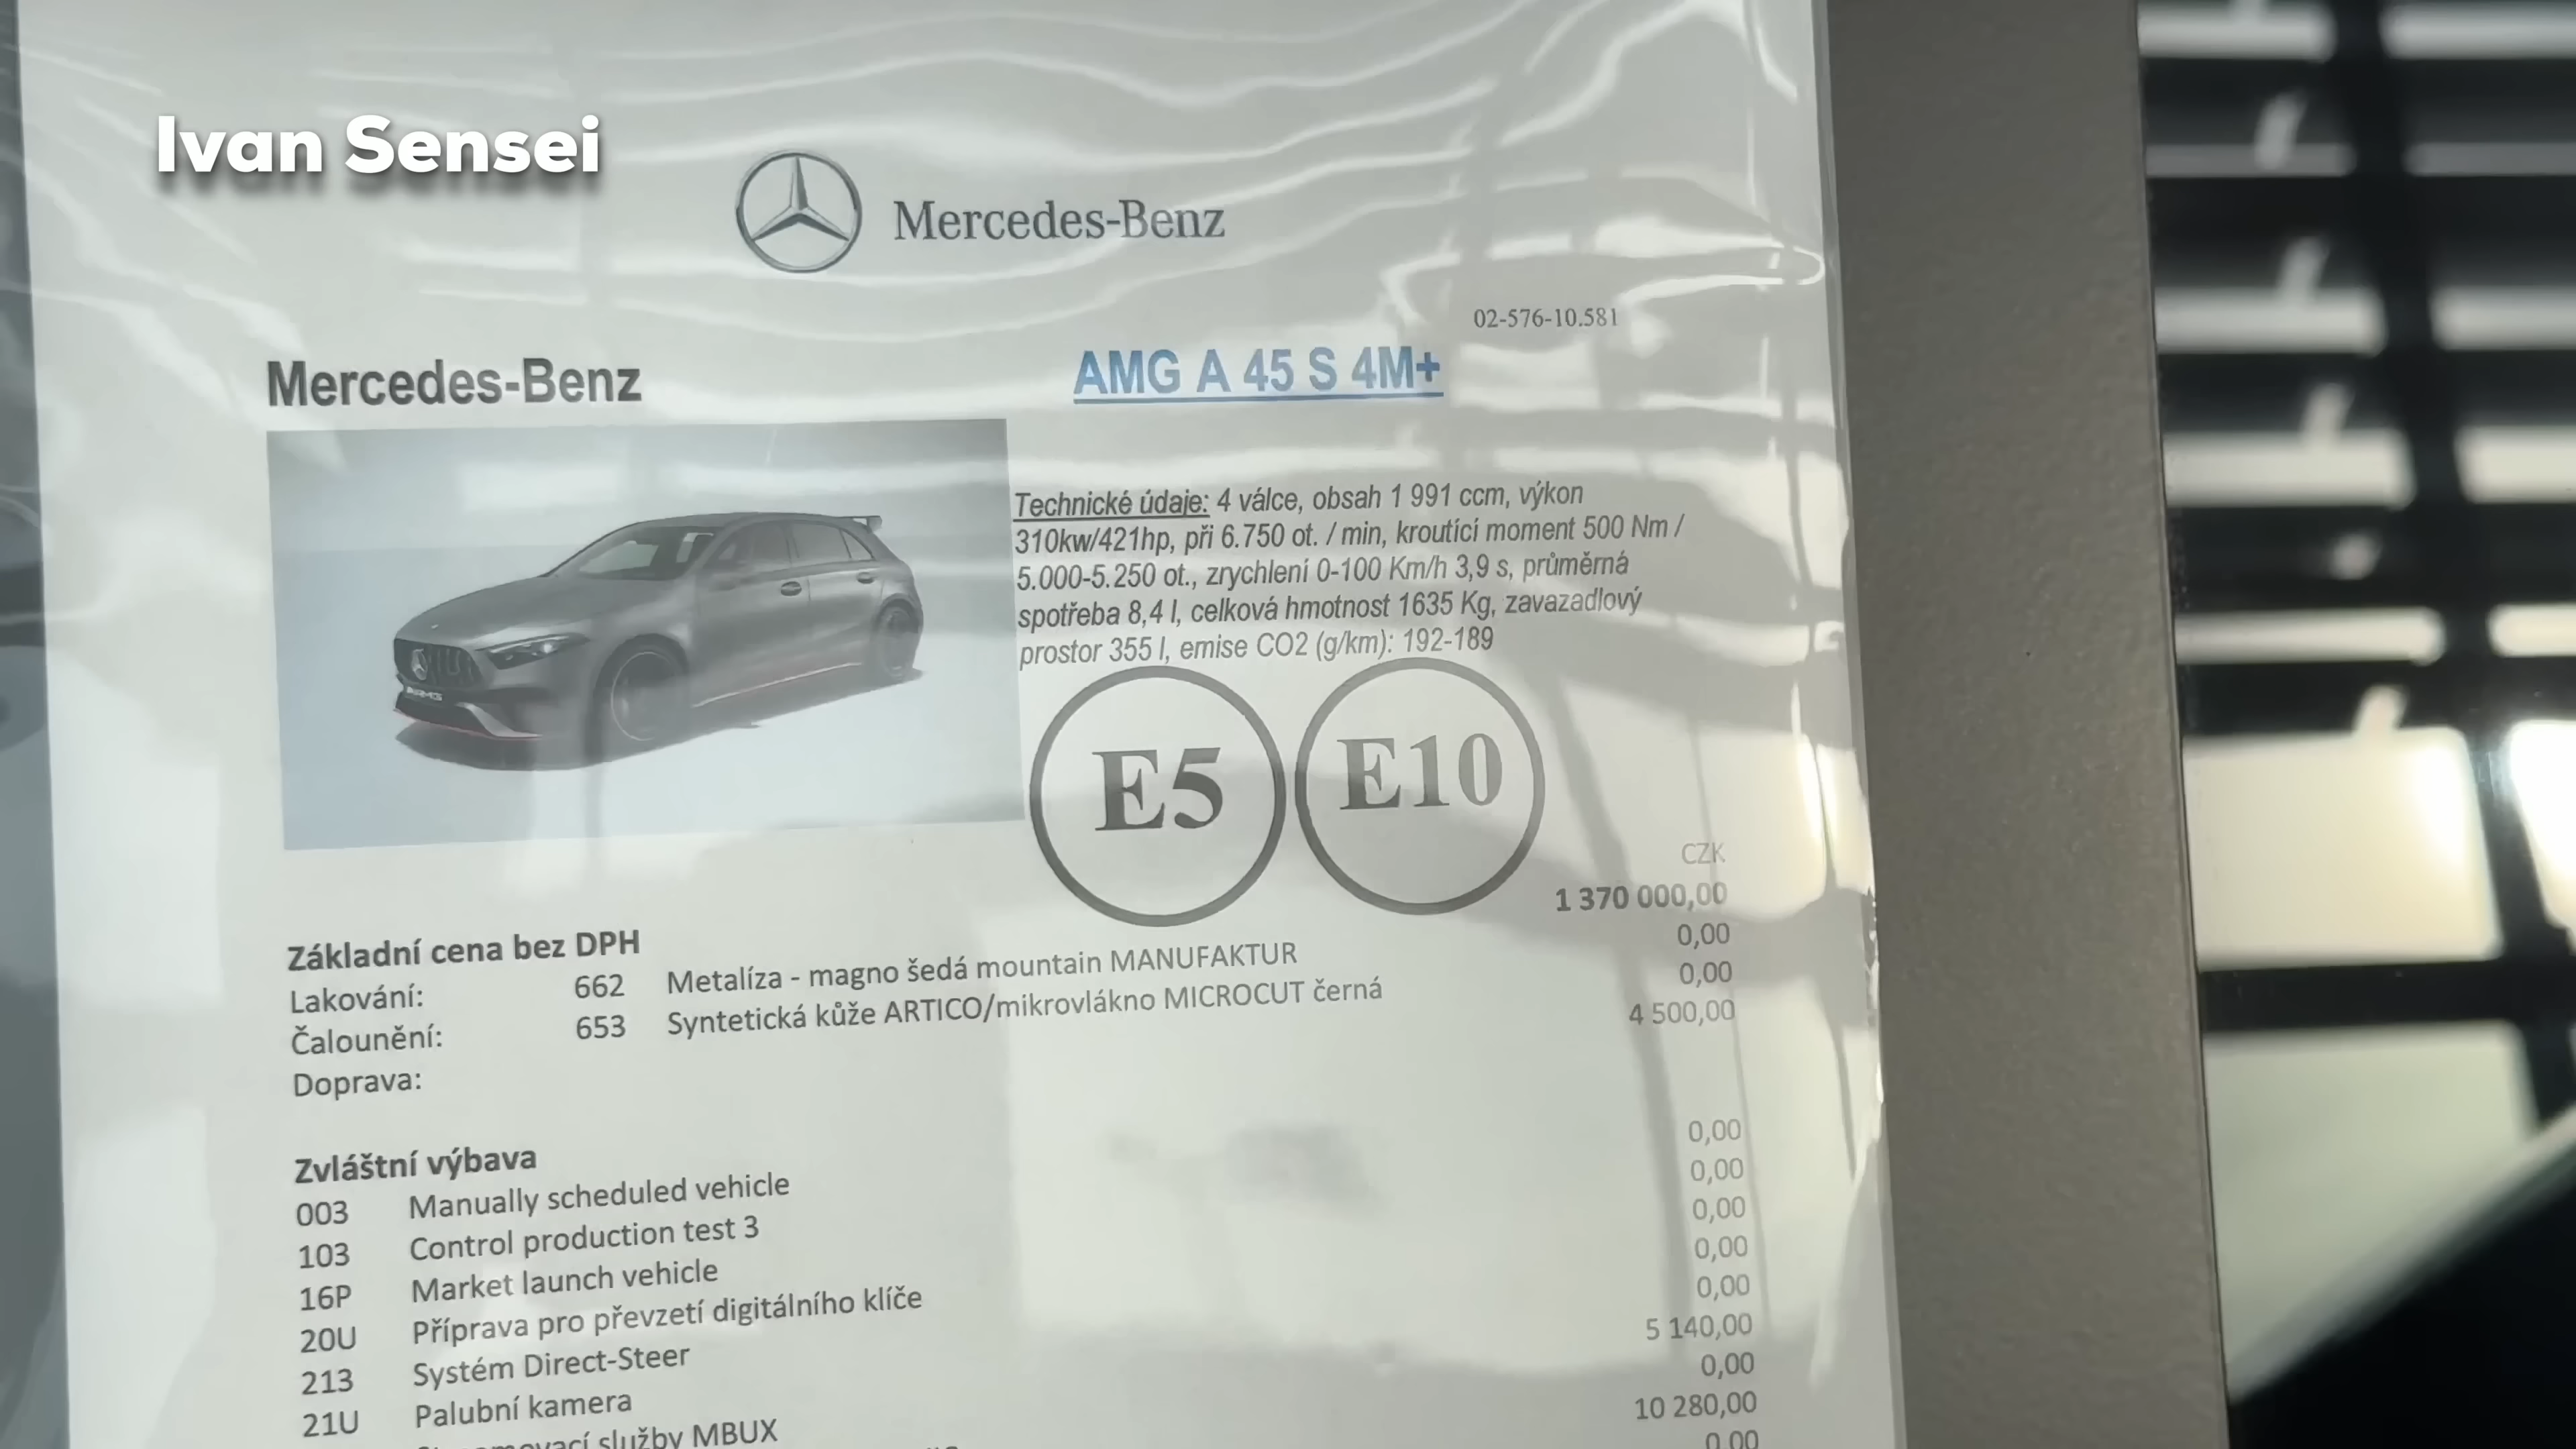 Ivan Sensei
Mercedes-Benz
02-576-10.581
Mercedes-Benz
AMG A 45 S 4M+
Technické údaje: 4 válce, obsah 1 991 ccm, výkon
310kw/421hp, při 6.750 ot. / min, kroutící moment 500 Nm /
5.000-5.250 ot., zrychlení 0-100 Km/h 3,9 s, průměrná
spotřeba 8,4 l, celková hmotnost 1635 Kg, zavazadlový
prostor 355 l, emise CO2 (g/km): 192-189
AMG
E5 E10
CZK
Základní cena bez DPH 1 370 000,00
Lakování: 662 Metalíza - magno šedá mountain MANUFAKTUR 0,00
Čalounění: 653 Syntetická kůže ARTICO/mikrovlákno MICROCUT černá 0,00
Doprava: 4 500,00
Zvláštní výbava
003 Manually scheduled vehicle 0,00
103 Control production test 3 0,00
16P Market launch vehicle 0,00
20U Příprava pro převzetí digitálního klíče 0,00
213 Systém Direct-Steer 0,00
21U Palubní kamera 5 140,00
služby MBUX 0,00
10 280,00
0,00